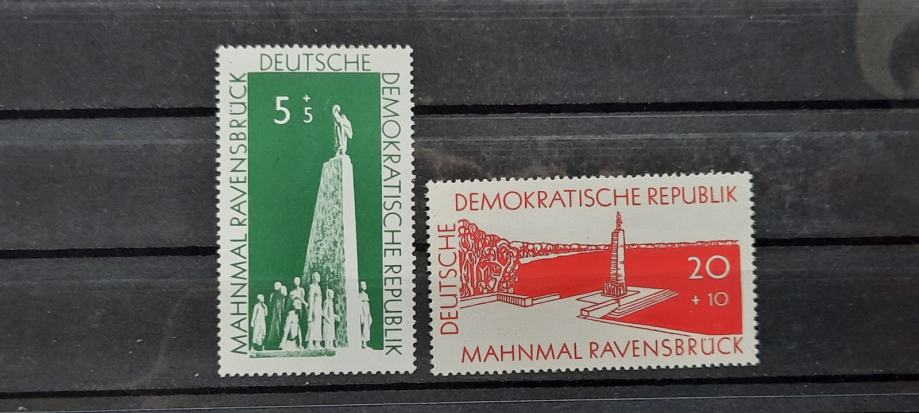 MAHNMAL RAVENSBRÜCK
DEUTSCHE
DEMOKRATISCHE REPUBLIK
5 + 5
DEUTSCHE
DEMOKRATISCHE REPUBLIK
20
+ 10
MAHNMAL RAVENSBRÜCK